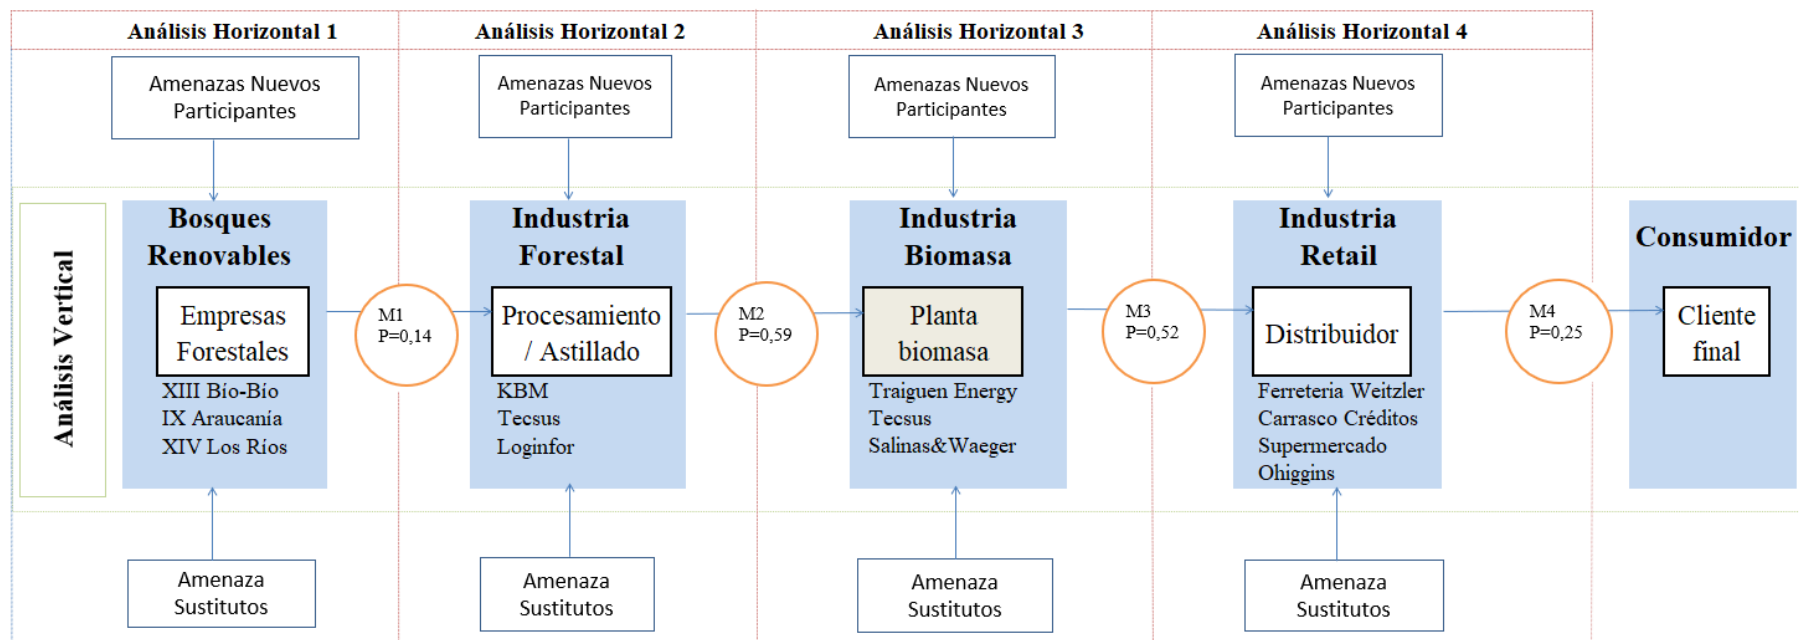 Análisis Horizontal 1
Análisis Horizontal 2
Análisis Horizontal 3
Análisis Horizontal 4
Amenazas Nuevos
Participantes
Amenazas Nuevos
Participantes
Amenazas Nuevos
Participantes
Amenazas Nuevos
Participantes
Análisis Vertical
Bosques
Renovables
Empresas
Forestales
XIII Bío-Bío
IX Araucanía
XIV Los Ríos
M1
P=0,14
Industria
Forestal
Procesamiento
/ Astillado
KBM
Tecsus
Loginfor
M2
P=0,59
Industria
Biomasa
Planta
biomasa
Traiguen Energy
Tecsus
Salinas&Waeger
M3
P=0,52
Industria
Retail
Distribuidor
Ferreteria Weitzler
Carrasco Créditos
Supermercado
Ohiggins
M4
P=0,25
Consumidor
Cliente
final
Amenaza
Sustitutos
Amenaza
Sustitutos
Amenaza
Sustitutos
Amenaza
Sustitutos